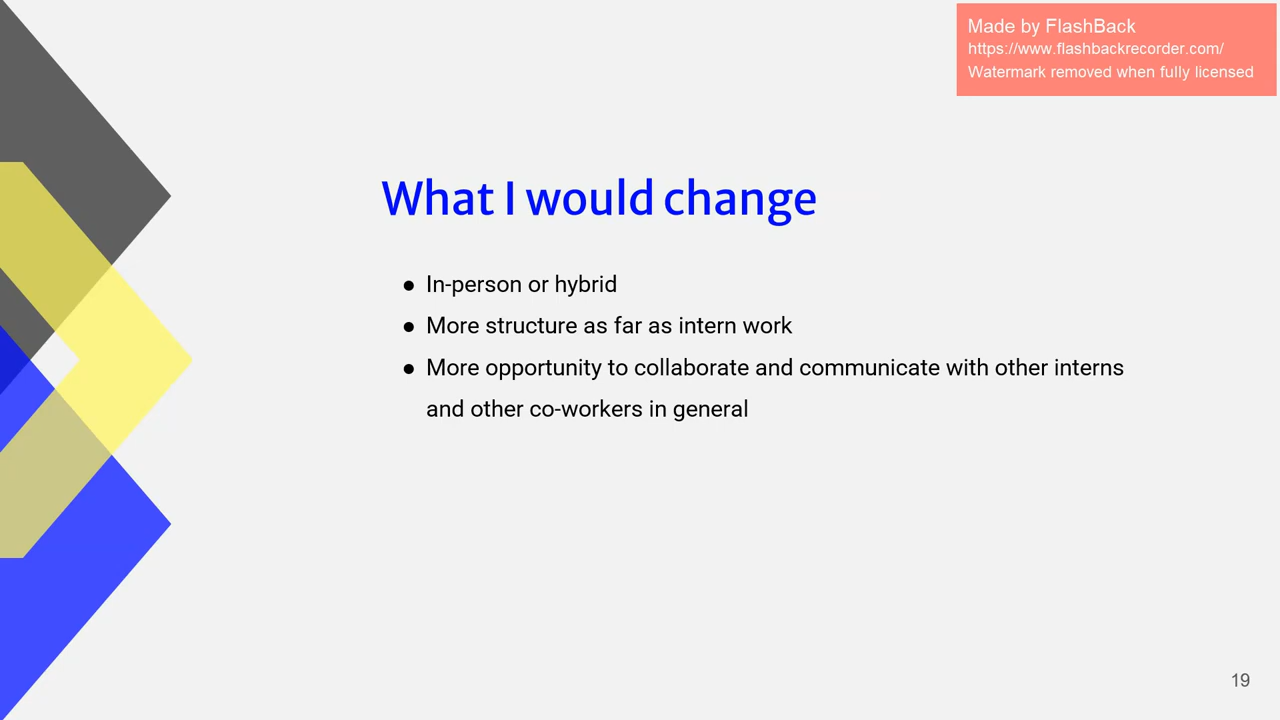 Made by FlashBack
https://www.flashbackrecorder.com/
Watermark removed when fully licensed
What I would change
● In-person or hybrid
● More structure as far as intern work
● More opportunity to collaborate and communicate with other interns
and other co-workers in general
19